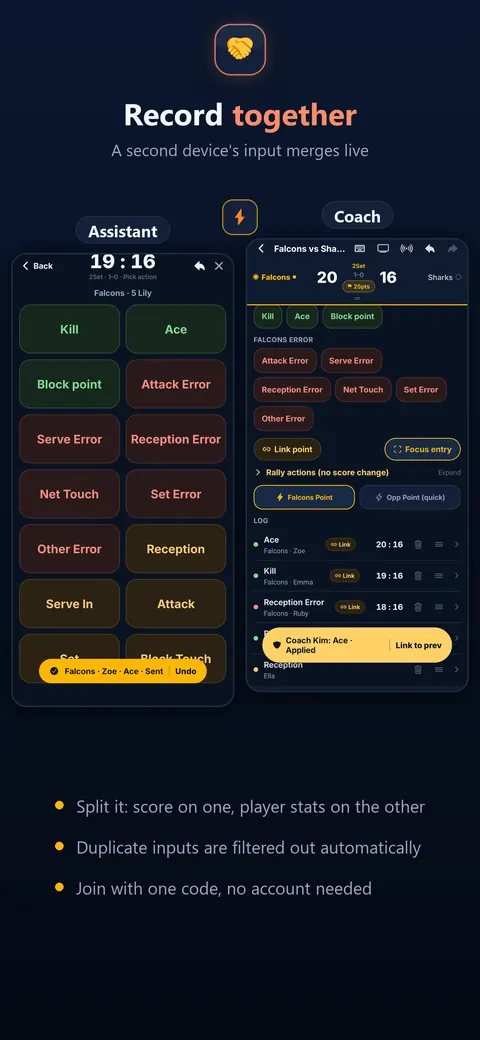 Record together
A second device's input merges live
Assistant
Back
19 : 16
2Set · 1-0 · Pick action
Falcons · 5 Lily
Kill
Ace
Block point
Attack Error
Serve Error
Reception Error
Net Touch
Set Error
Other Error
Reception
Serve In
Attack
Set
Block Touch
Falcons · Zoe · Ace · Sent
Undo
Coach
Falcons vs Sha...
Falcons
20
2Set
1-0
25pts
16
Sharks
Kill
Ace
Block point
FALCONS ERROR
Attack Error
Serve Error
Reception Error
Net Touch
Set Error
Other Error
Link point
Focus entry
Rally actions (no score change)
Expand
Falcons Point
Opp Point (quick)
LOG
Ace
Falcons · Zoe
Link
20 : 16
Kill
Falcons · Emma
Link
19 : 16
Reception Error
Falcons · Ruby
Link
18 : 16
Coach Kim: Ace ·
Applied
Link to prev
Reception
Ella
Split it: score on one, player stats on the other
Duplicate inputs are filtered out automatically
Join with one code, no account needed